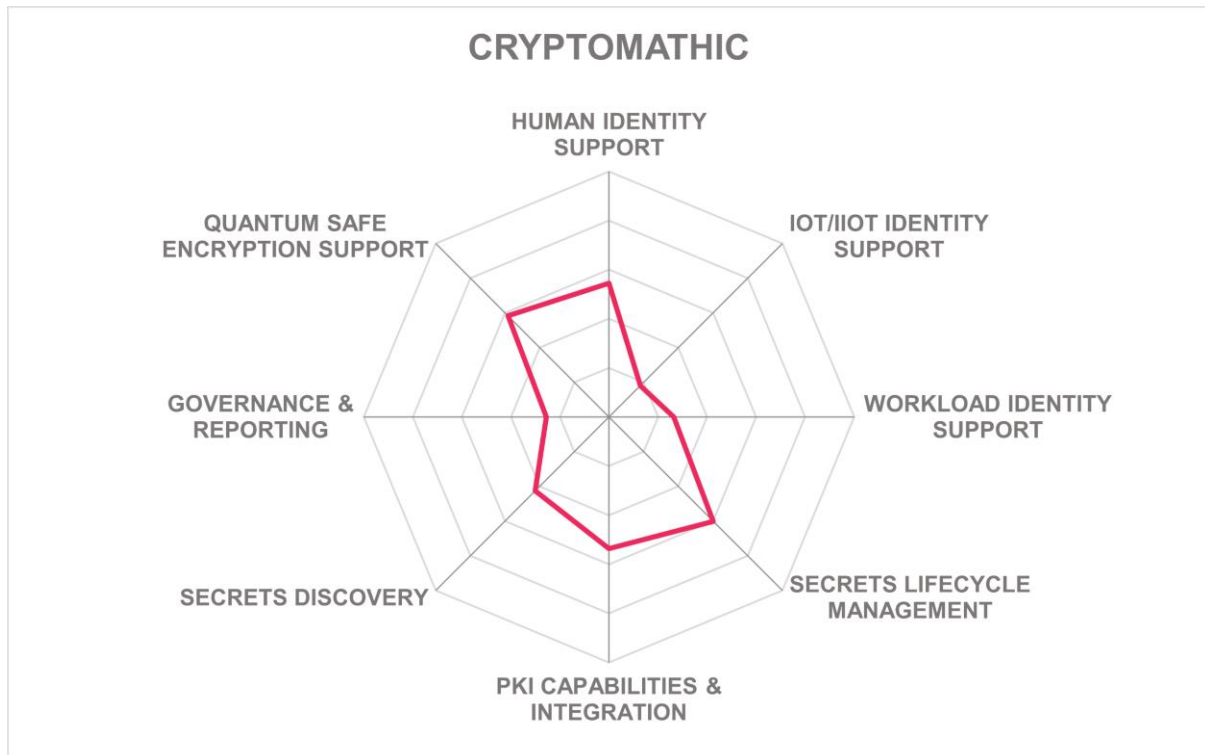 CRYPTOMATHIC
HUMAN IDENTITY
SUPPORT
QUANTUM SAFE
ENCRYPTION SUPPORT
IOT/IIOT IDENTITY
SUPPORT
GOVERNANCE &
REPORTING
WORKLOAD IDENTITY
SUPPORT
SECRETS DISCOVERY
SECRETS LIFECYCLE
MANAGEMENT
PKI CAPABILITIES &
INTEGRATION